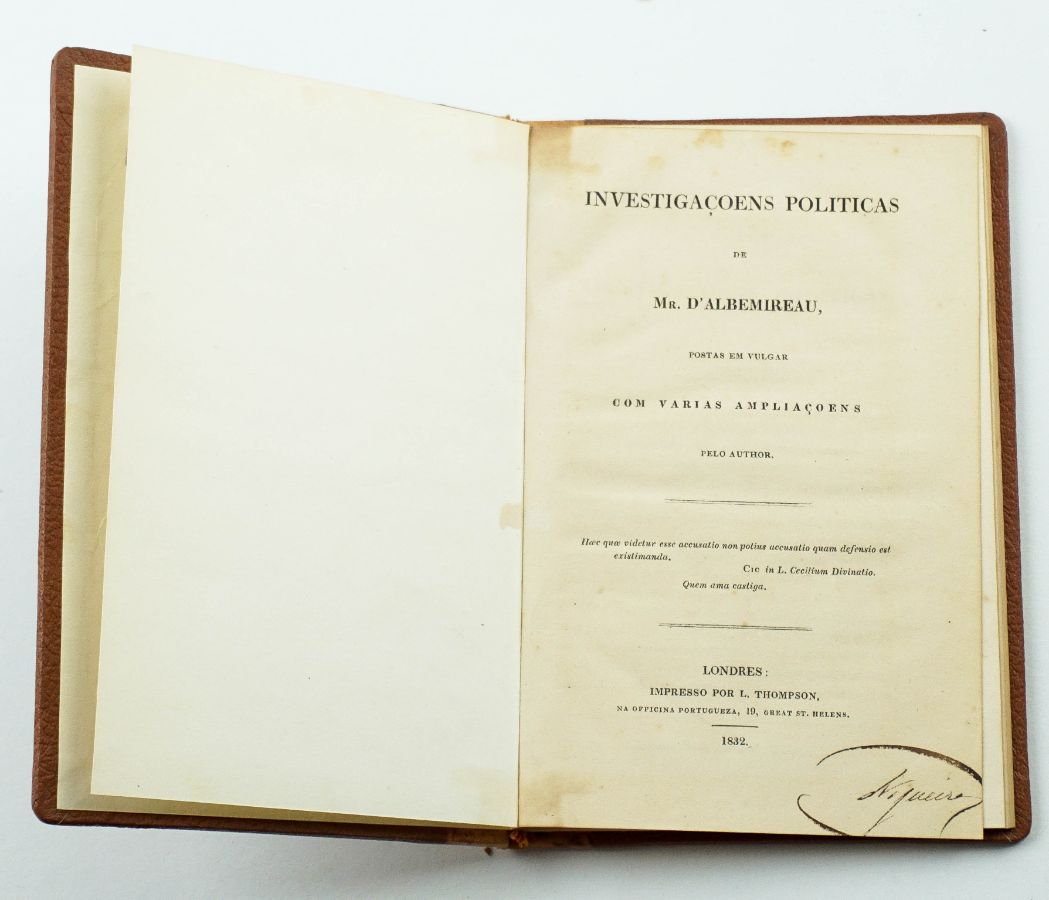 INVESTIGAÇOENS POLITICAS
DE
MR. D'ALBEMIREAU,
POSTAS EM VULGAR
COM VARIAS AMPLIAÇOENS
PELO AUTHOR.
Hæc quæ videtur esse accusatio non potius accusatio quam defensio est
existimanda.
CIC in L. Cecilium Divinatio.
Quem ama castiga.
LONDRES:
IMPRESSO POR L. THOMPSON,
NA OFFICINA PORTUGUEZA, 19, GREAT ST. HELENS.
1832.
Nogueira